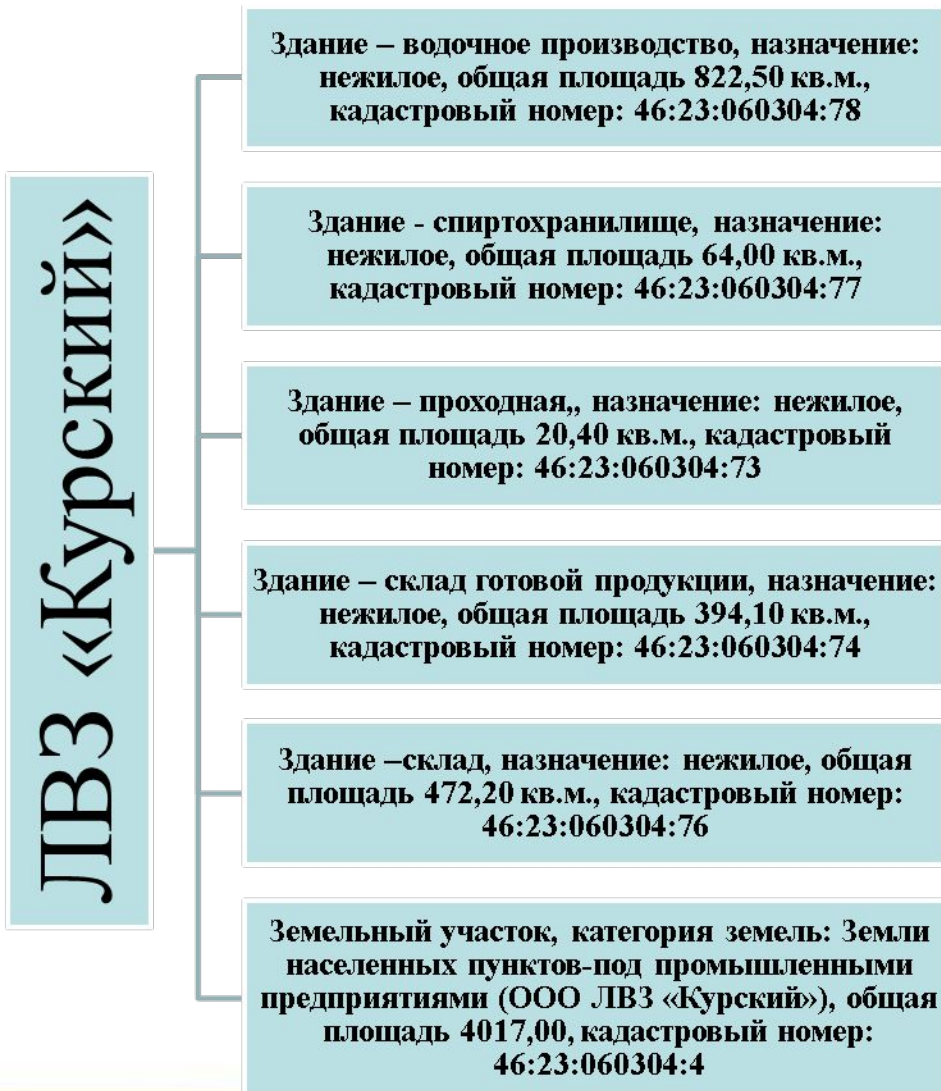 ЛВЗ «Курский»
Здание – водочное производство, назначение:
нежилое, общая площадь 822,50 кв.м.,
кадастровый номер: 46:23:060304:78
Здание - спиртохранилище, назначение:
нежилое, общая площадь 64,00 кв.м.,
кадастровый номер: 46:23:060304:77
Здание – проходная,, назначение: нежилое,
общая площадь 20,40 кв.м., кадастровый
номер: 46:23:060304:73
Здание – склад готовой продукции, назначение:
нежилое, общая площадь 394,10 кв.м.,
кадастровый номер: 46:23:060304:74
Здание –склад, назначение: нежилое, общая
площадь 472,20 кв.м., кадастровый номер:
46:23:060304:76
Земельный участок, категория земель: Земли
населенных пунктов-под промышленными
предприятиями (ООО ЛВЗ «Курский»), общая
площадь 4017,00, кадастровый номер:
46:23:060304:4